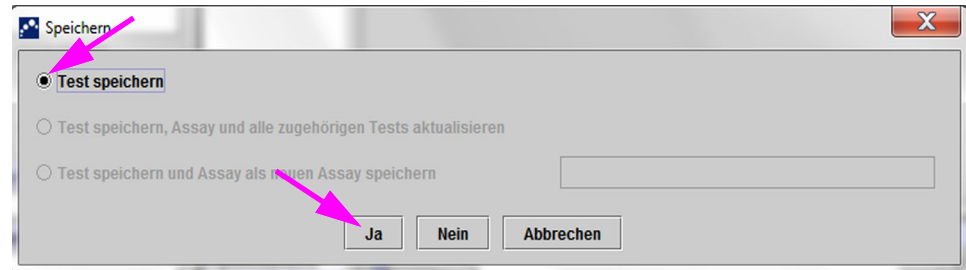 Speichern
Test speichern
Test speichern, Assay und alle zugehörigen Tests aktualisieren
Test speichern und Assay als neuen Assay speichern
Ja Nein Abbrechen